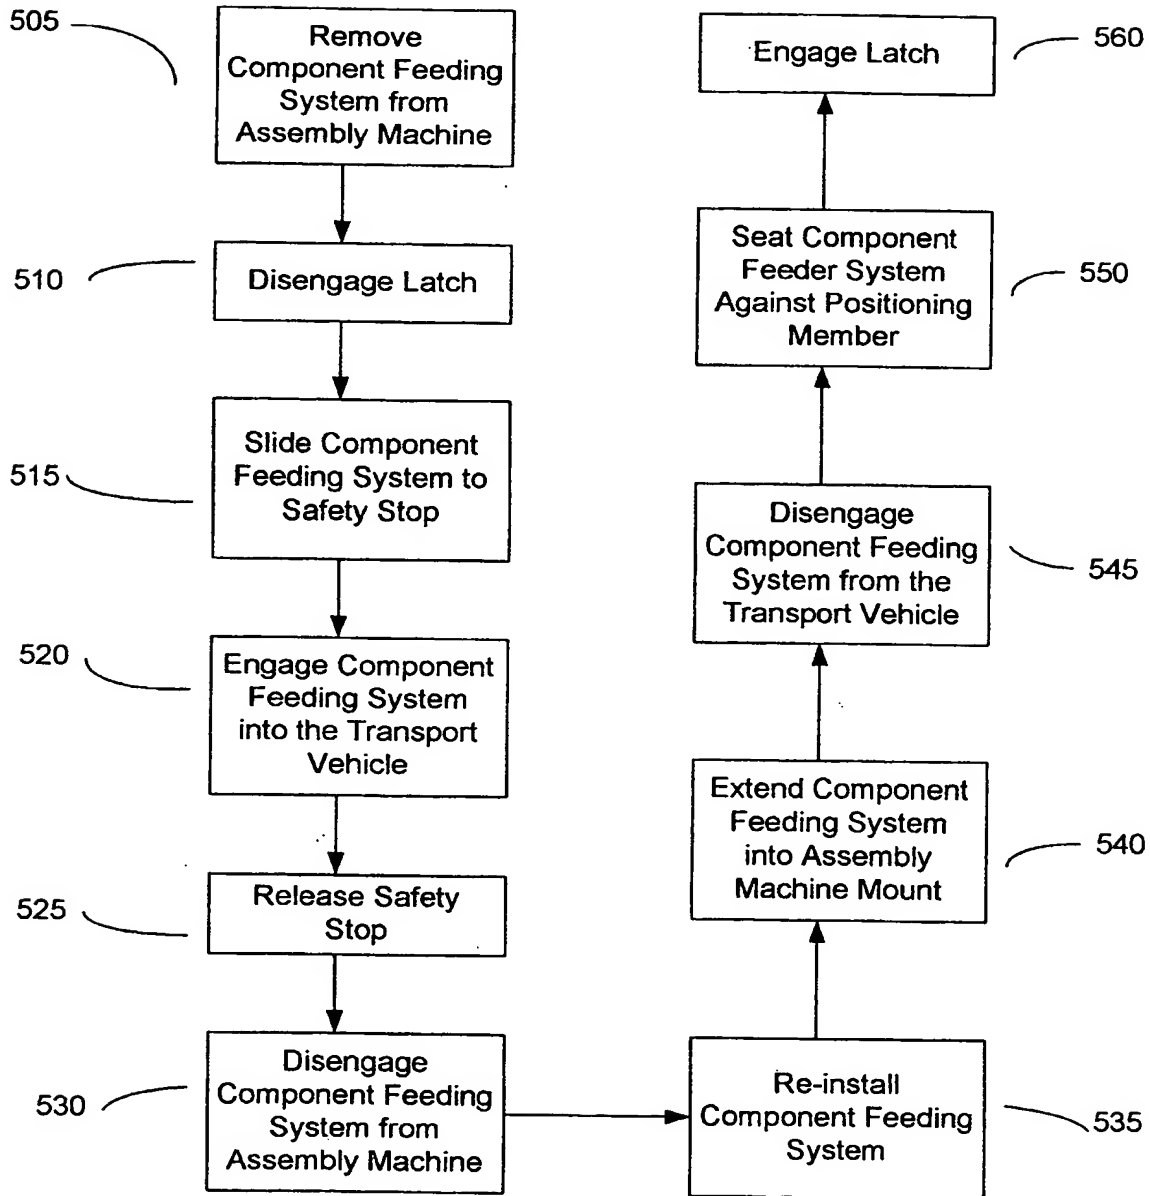 505
Remove
Component Feeding
System from
Assembly Machine
510
Disengage Latch
515
Slide Component
Feeding System to
Safety Stop
520
Engage Component
Feeding System
into the Transport
Vehicle
525
Release Safety
Stop
530
Disengage
Component Feeding
System from
Assembly Machine
Re-install
Component Feeding
System
535
Extend Component
Feeding System
into Assembly
Machine Mount
540
Disengage
Component Feeding
System from the
Transport Vehicle
545
Seat Component
Feeder System
Against Positioning
Member
550
Engage Latch
560